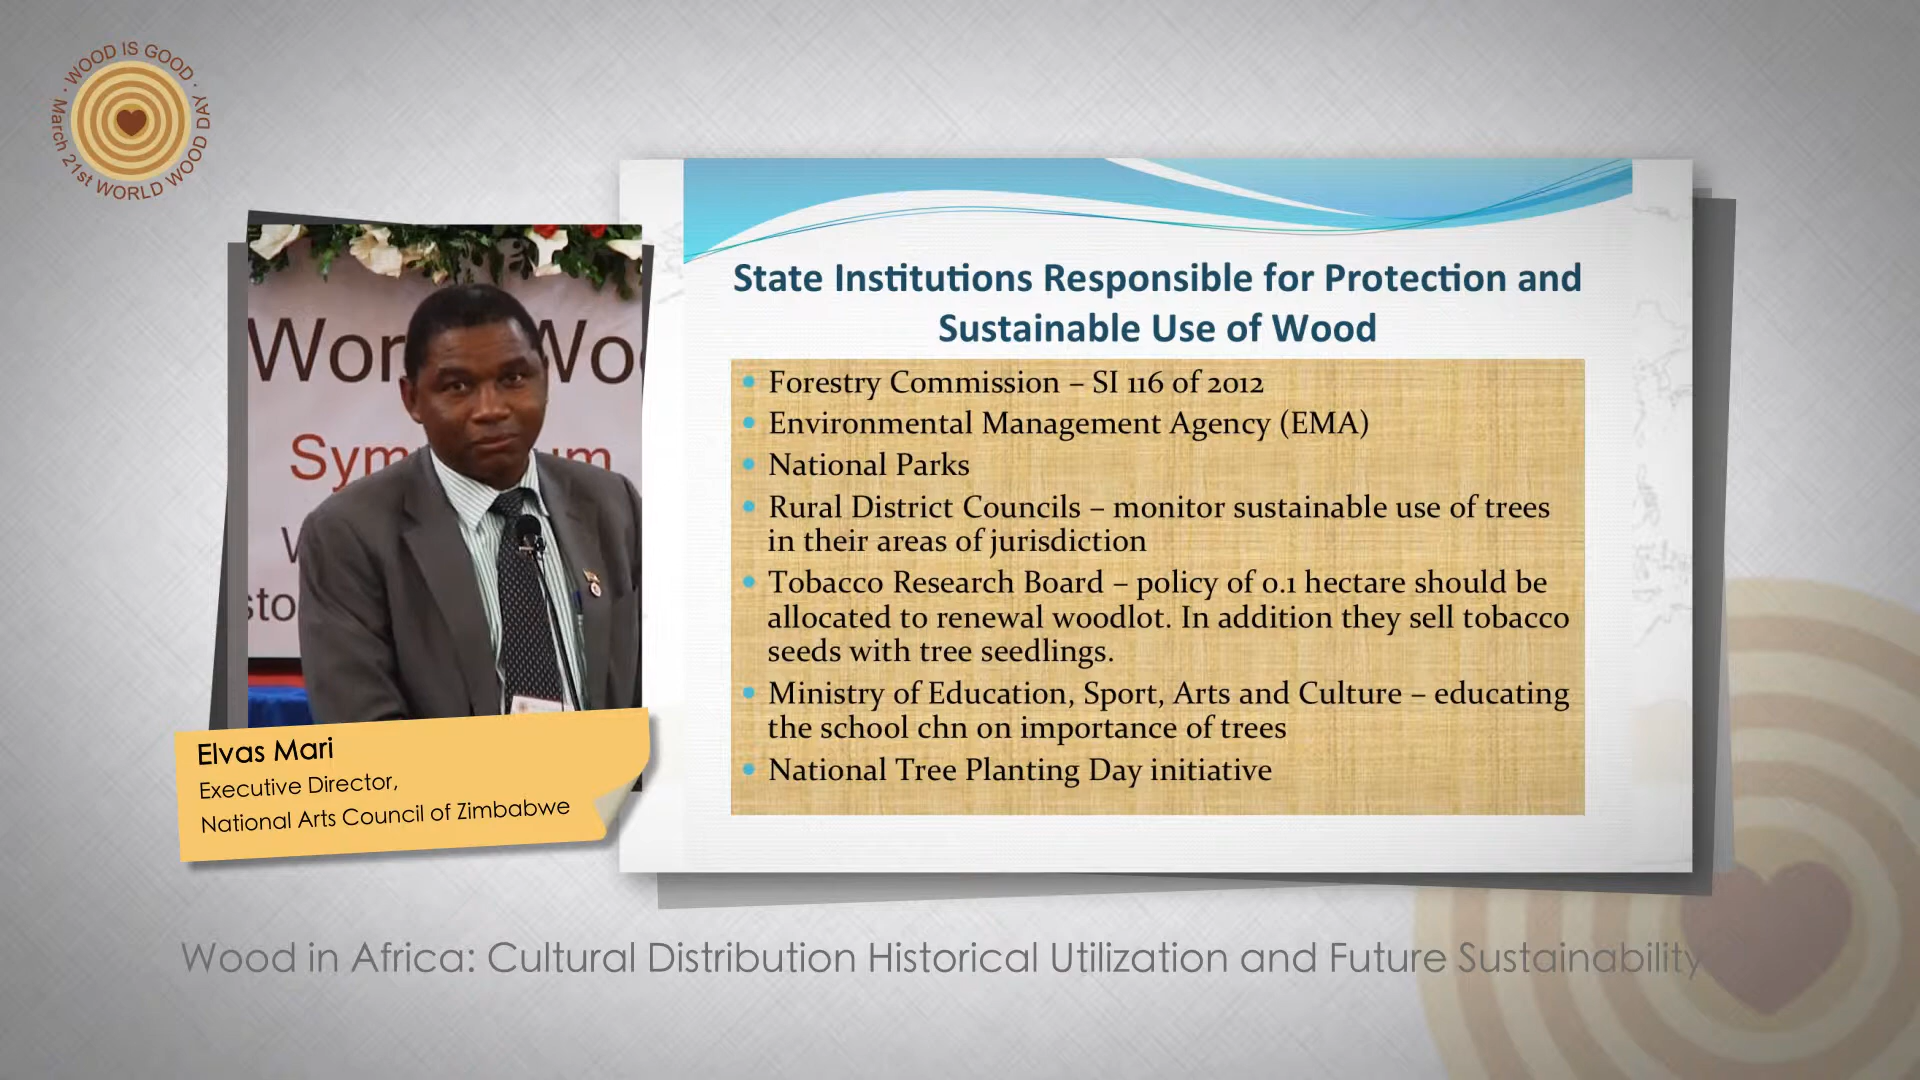 WOOD IS GOOD
March 21st WORLD WOOD DAY
Wor Wo
Sym um
W
sto
Elvas Mari
Executive Director,
National Arts Council of Zimbabwe
State Institutions Responsible for Protection and
Sustainable Use of Wood
• Forestry Commission – SI 116 of 2012
• Environmental Management Agency (EMA)
• National Parks
• Rural District Councils – monitor sustainable use of trees
in their areas of jurisdiction
• Tobacco Research Board – policy of 0.1 hectare should be
allocated to renewal woodlot. In addition they sell tobacco
seeds with tree seedlings.
• Ministry of Education, Sport, Arts and Culture – educating
the school chn on importance of trees
• National Tree Planting Day initiative
Wood in Africa: Cultural Distribution Historical Utilization and Future Sustainability